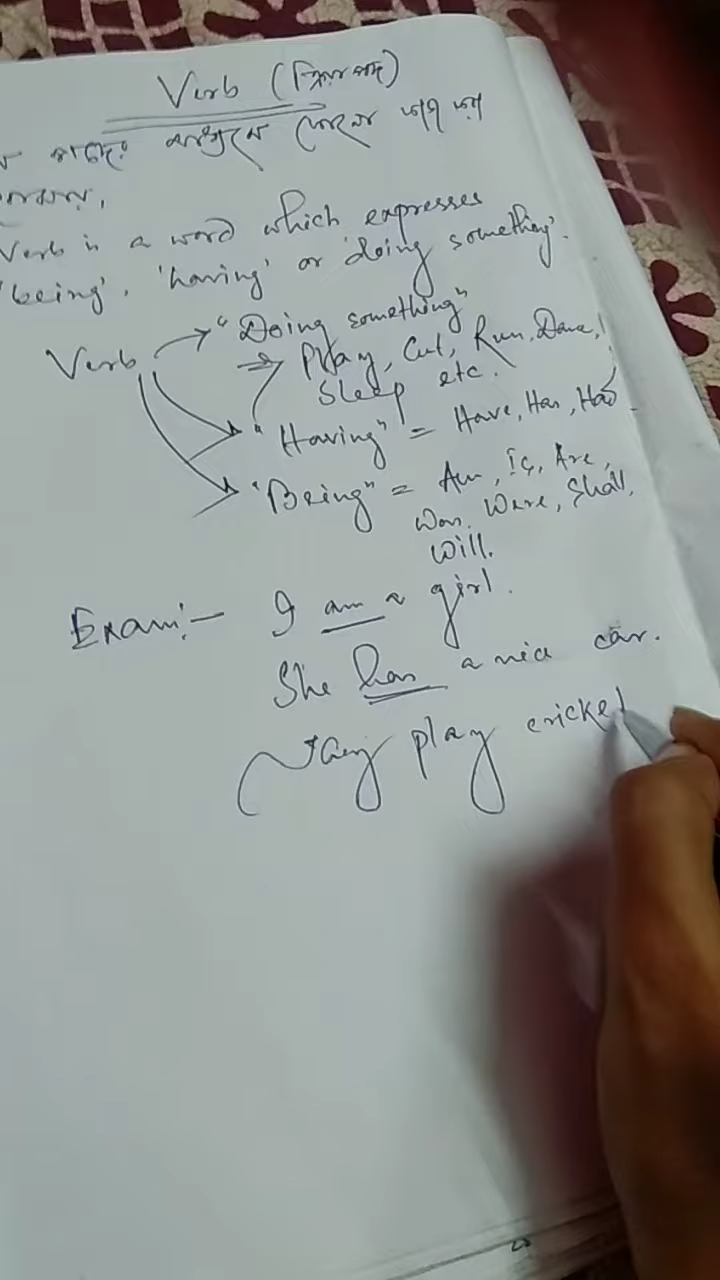 Verb (ক্রিয়াপদ)
Verb is a word which expresses
'being', 'having' or 'doing something'.
Verb "Doing something"
⇒ Play, Cut, Run, Dance,
Sleep etc.
"Having" = Have, Has, Had
"Being" = Am, Is, Are,
Was, Were, Shall,
Will.
Exam:- I am a girl.
She has a nice car.
They play cricket